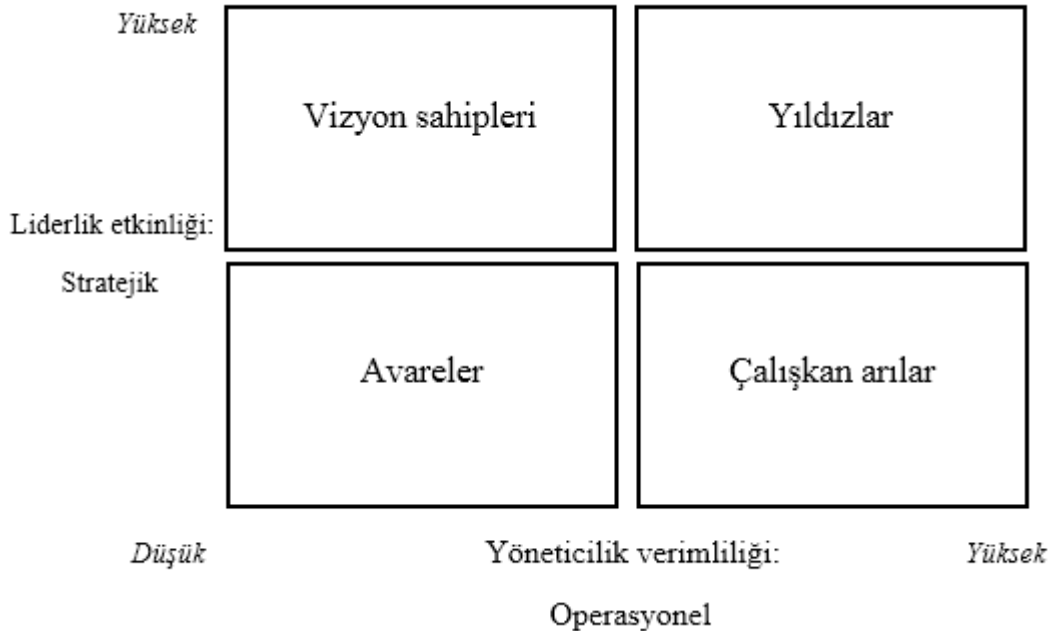 Yüksek
Vizyon sahipleri
Yıldızlar
Liderlik etkinliği:
Stratejik
Avareler
Çalışkan arılar
Düşük
Yöneticilik verimliliği:
Yüksek
Operasyonel